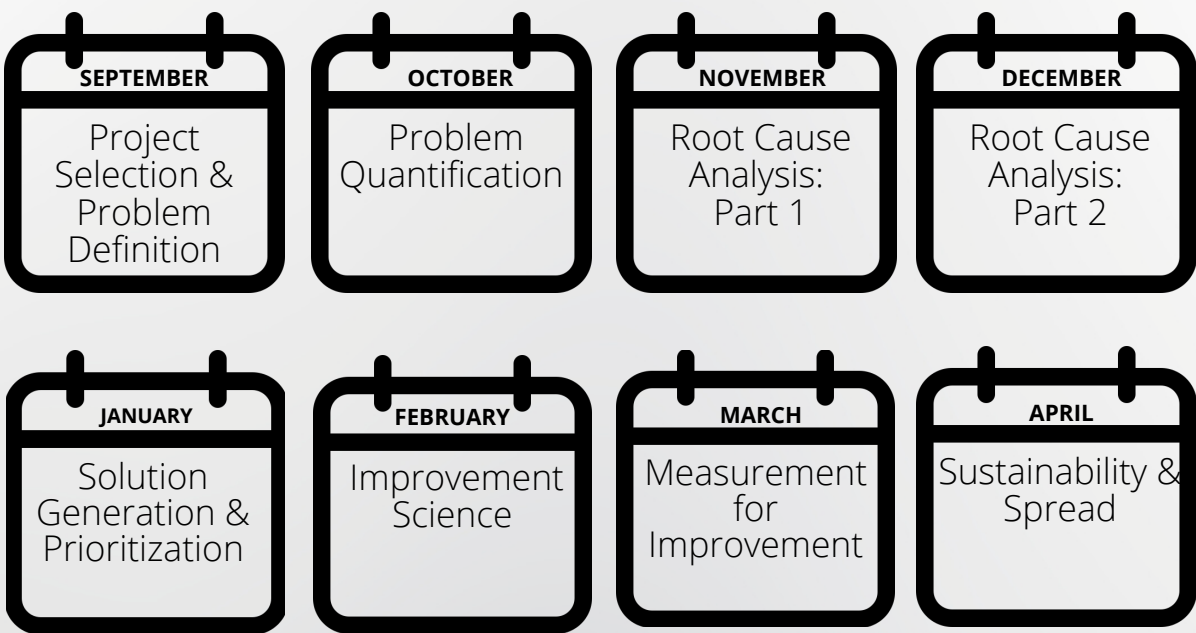 SEPTEMBER
Project
Selection &
Problem
Definition
OCTOBER
Problem
Quantification
NOVEMBER
Root Cause
Analysis:
Part 1
DECEMBER
Root Cause
Analysis:
Part 2
JANUARY
Solution
Generation &
Prioritization
FEBRUARY
Improvement
Science
MARCH
Measurement
for
Improvement
APRIL
Sustainability &
Spread